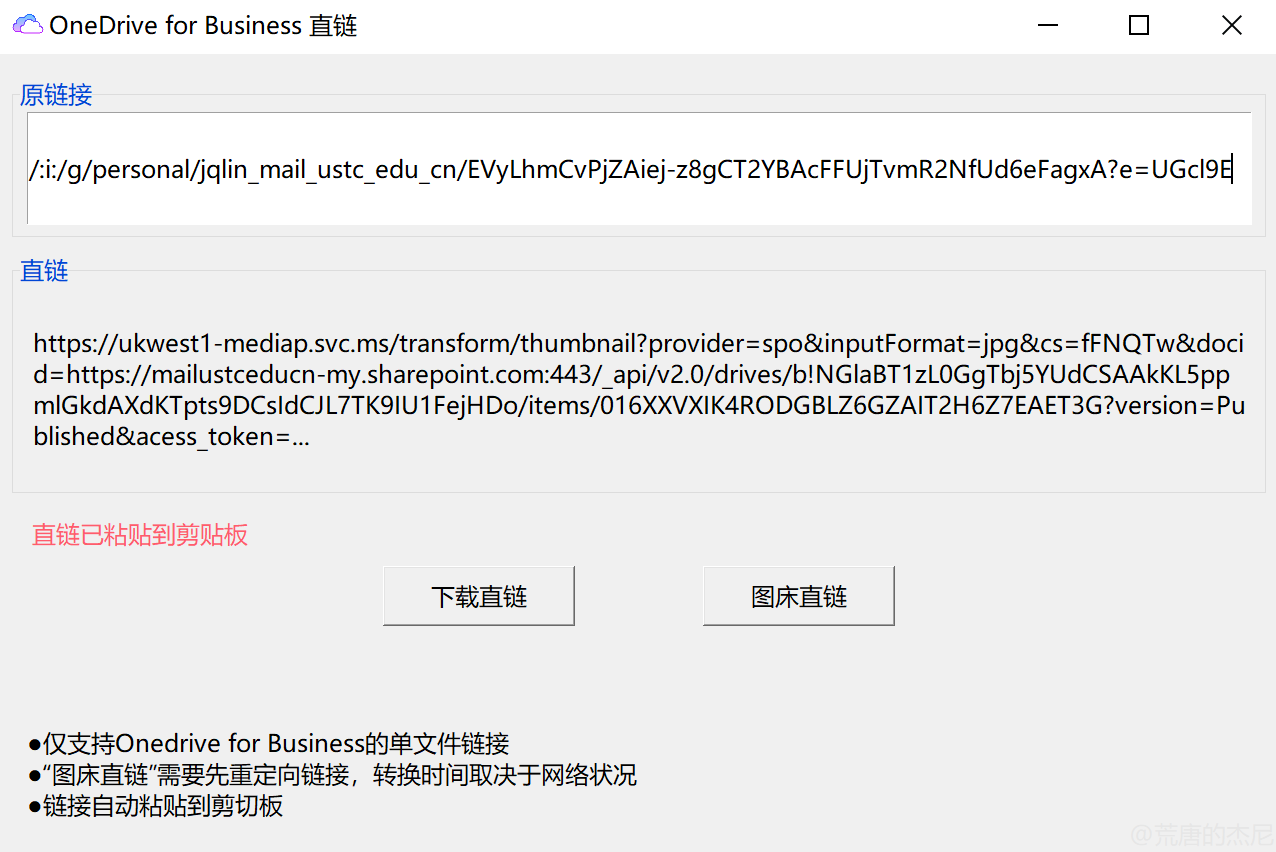 OneDrive for Business 直链
原链接
/:i:/g/personal/jqlin_mail_ustc_edu_cn/EVyLhmCvPjZAiej-z8gCT2YBAcFFUjTvmR2NfUd6eFagxA?e=UGcl9E
直链
https://ukwest1-mediap.svc.ms/transform/thumbnail?provider=spo&inputFormat=jpg&cs=fFNQTw&doci
d=https://mailustceducn-my.sharepoint.com:443/_api/v2.0/drives/b!NGlaBT1zL0GgTbj5YUdCSAAkKL5pp
mlGkdAXdKTpts9DCsIdCJL7TK9IU1FejHDo/items/016XXVXIK4RODGBLZ6GZAIT2H6Z7EAET3G?version=Pu
blished&acess_token=...
直链已粘贴到剪贴板
下载直链
图床直链
●仅支持Onedrive for Business的单文件链接
●“图床直链”需要先重定向链接，转换时间取决于网络状况
●链接自动粘贴到剪切板
@荒唐的杰尼